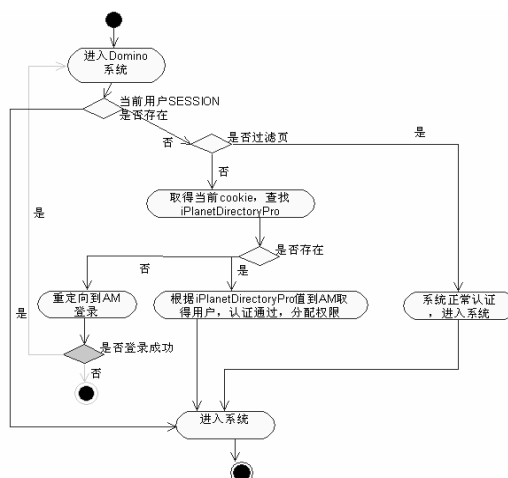 进入Domino
系统
当前用户SESSION
是否存在
否
是否过滤页
是
否
取得当前cookie，查找
iPlanetDirectoryPro
是
是否存在
否
是
重定向到AM
登录
根据iPlanetDirectoryPro值到AM取
得用户，认证通过，分配权限
系统正常认证
，进入系统
是
是否登录成功
否
进入系统